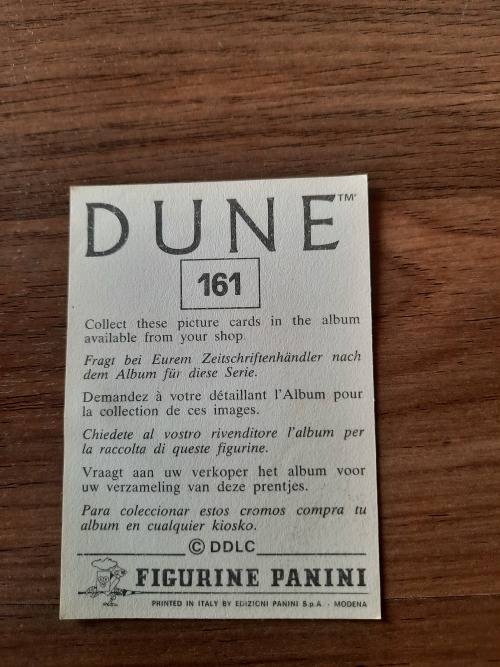 DUNE™
161
Collect these picture cards in the album
available from your shop.
Fragt bei Eurem Zeitschriftenhändler nach
dem Album für diese Serie.
Demandez à votre détaillant l'Album pour
la collection de ces images.
Chiedete al vostro rivenditore l'album per
la raccolta di queste figurine.
Vraagt aan uw verkoper het album voor
uw verzameling van deze prentjes.
Para coleccionar estos cromos compra tu
album en cualquier kiosko.
© DDLC
FIGURINE PANINI
PRINTED IN ITALY BY EDIZIONI PANINI S.p.A. - MODENA